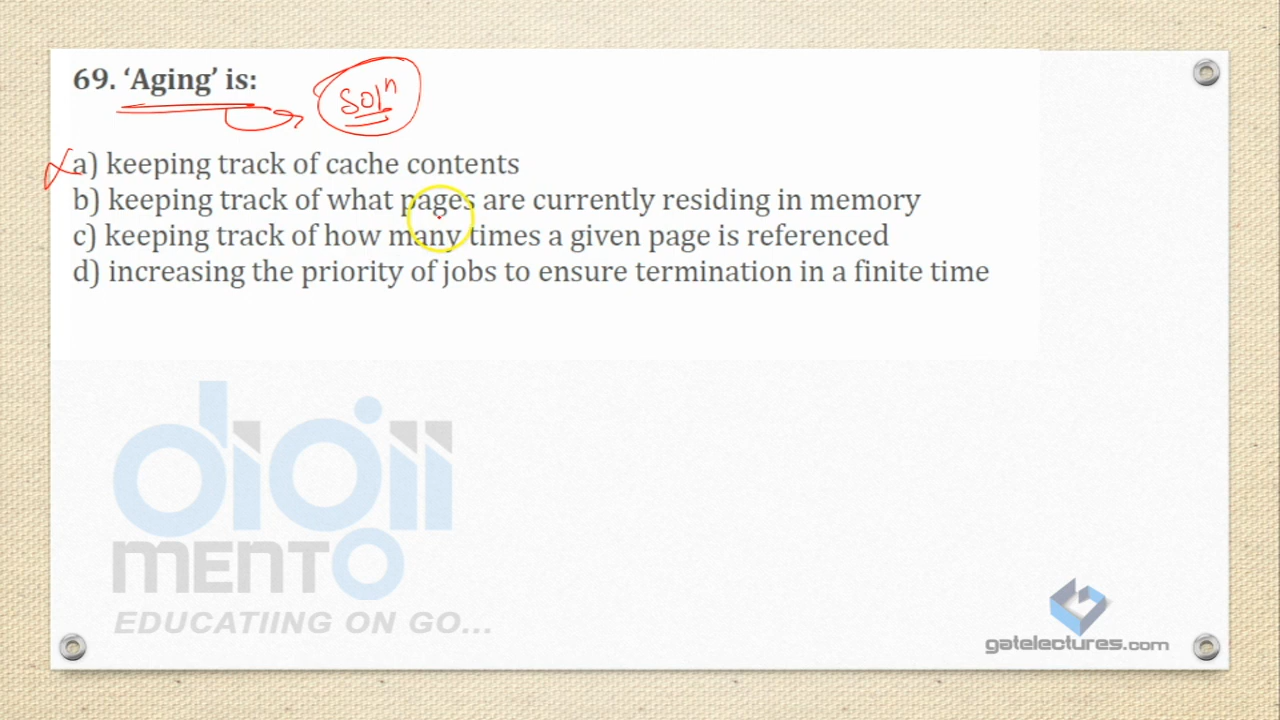 69. ‘Aging’ is:
Solⁿ
a) keeping track of cache contents
b) keeping track of what pages are currently residing in memory
c) keeping track of how many times a given page is referenced
d) increasing the priority of jobs to ensure termination in a finite time
digii
MENTO
EDUCATIING ON GO...
gatelectures.com